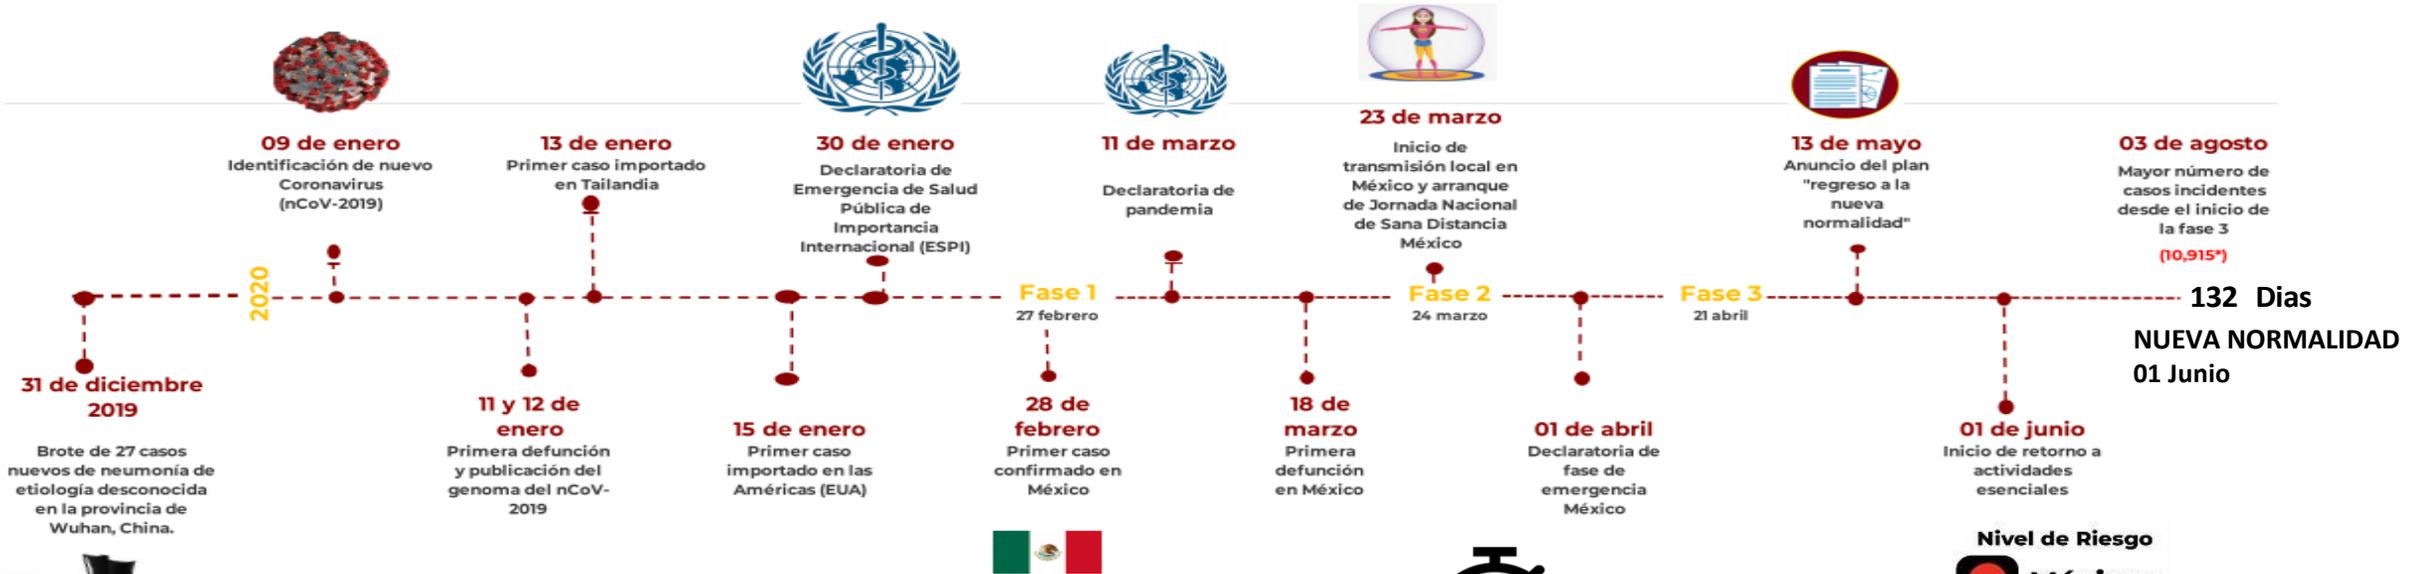 09 de enero
Identificación de nuevo
Coronavirus
(nCoV-2019)
13 de enero
Primer caso importado
en Tailandia
30 de enero
Declaratoria de
Emergencia de Salud
Pública de
Importancia
Internacional (ESPI)
11 de marzo
Declaratoria de
pandemia
23 de marzo
Inicio de
transmisión local en
México y arranque
de Jornada Nacional
de Sana Distancia
México
13 de mayo
Anuncio del plan
"regreso a la
nueva
normalidad"
03 de agosto
Mayor número de
casos incidentes
desde el inicio de
la fase 3
(10,915*)
2020
Fase 1
27 febrero
Fase 2
24 marzo
Fase 3
21 abril
132 Dias
NUEVA NORMALIDAD
01 Junio
31 de diciembre
2019
Brote de 27 casos
nuevos de neumonía de
etiología desconocida
en la provincia de
Wuhan, China.
11 y 12 de
enero
Primera defunción
y publicación del
genoma del nCoV-
2019
15 de enero
Primer caso
importado en las
Américas (EUA)
28 de
febrero
Primer caso
confirmado en
México
18 de
marzo
Primera
defunción
en México
01 de abril
Declaratoria de
fase de
emergencia
México
01 de junio
Inicio de retorno a
actividades
esenciales
Nivel de Riesgo